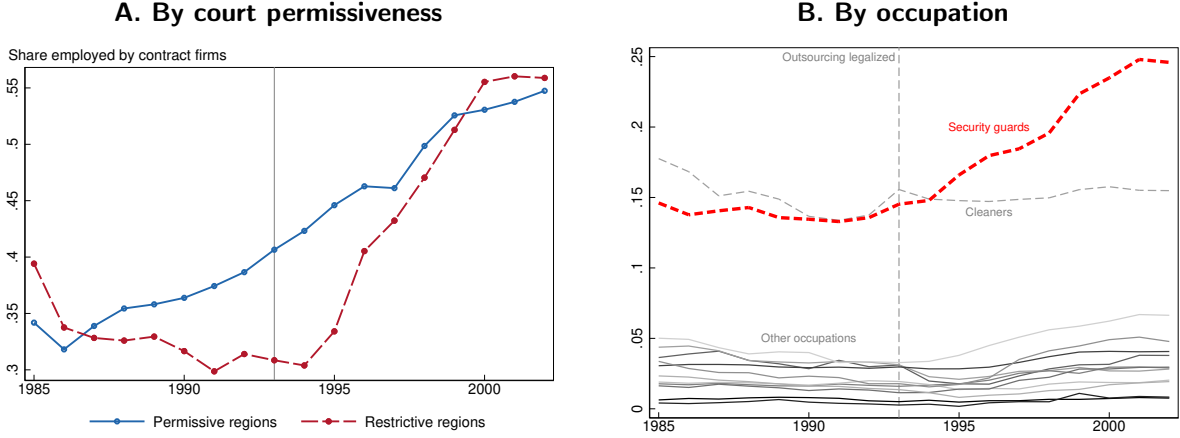 A. By court permissiveness
Share employed by contract firms
.55
.5
.45
.4
.35
.3
1985
1990
1995
2000
Permissive regions
Restrictive regions
B. By occupation
.25
.2
.15
.1
.05
0
Outsourcing legalized
Security guards
Cleaners
Other occupations
1985
1990
1995
2000